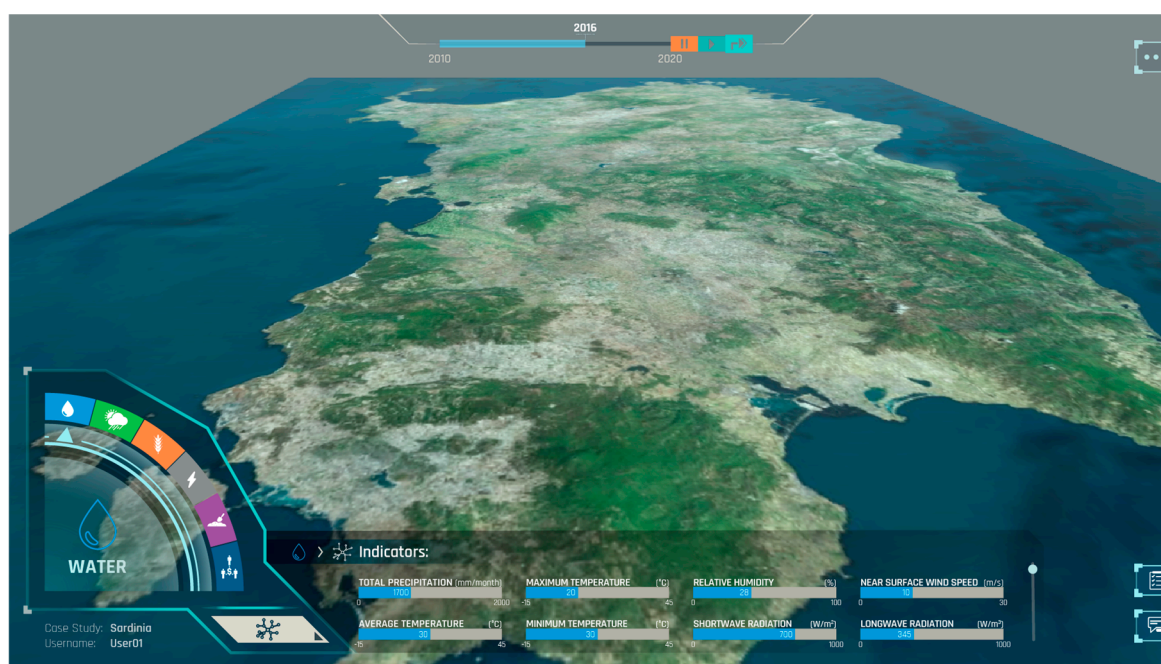 2016
2010 2020
Indicators:
TOTAL PRECIPITATION (mm/month) MAXIMUM TEMPERATURE (°C) RELATIVE HUMIDITY (%) NEAR SURFACE WIND SPEED (m/s)
1700 20 28 10
0 2000 -15 45 0 100 0 30
AVERAGE TEMPERATURE (°C) MINIMUM TEMPERATURE (°C) SHORTWAVE RADIATION (W/m²) LONGWAVE RADIATION (W/m²)
30 30 700 345
-15 45 -15 45 0 1000 0 1000
WATER
Case Study: Sardinia
Username: User01